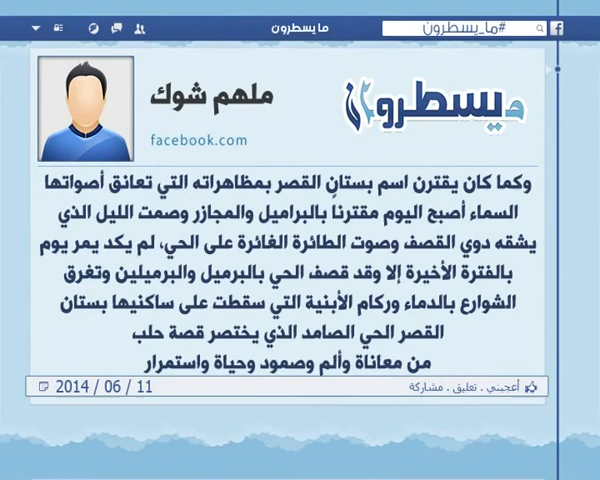 ما يسطرون
#ما_يسطرون
ما يسطرون
ملهم شوك
facebook.com
وكما كان يقترن اسم بستانِ القصر بمظاهراته التي تعانق أصواتها
السماء أصبح اليوم مقترنا بالبراميل والمجازر وصمت الليل الذي
يشقه دوي القصف وصوت الطائرة الغائرة على الحي، لم يكد يمر يوم
بالفترة الأخيرة إلا وقد قصف الحي بالبرميل والبرميلين وتغرق
الشوارع بالدماء وركام الأبنية التي سقطت على ساكنيها بستان
القصر الحي الصامد الذي يختصر قصة حلب
من معاناة وألم وصمود وحياة واستمرار
أعجبني . تعليق . مشاركة
2014 / 06 / 11